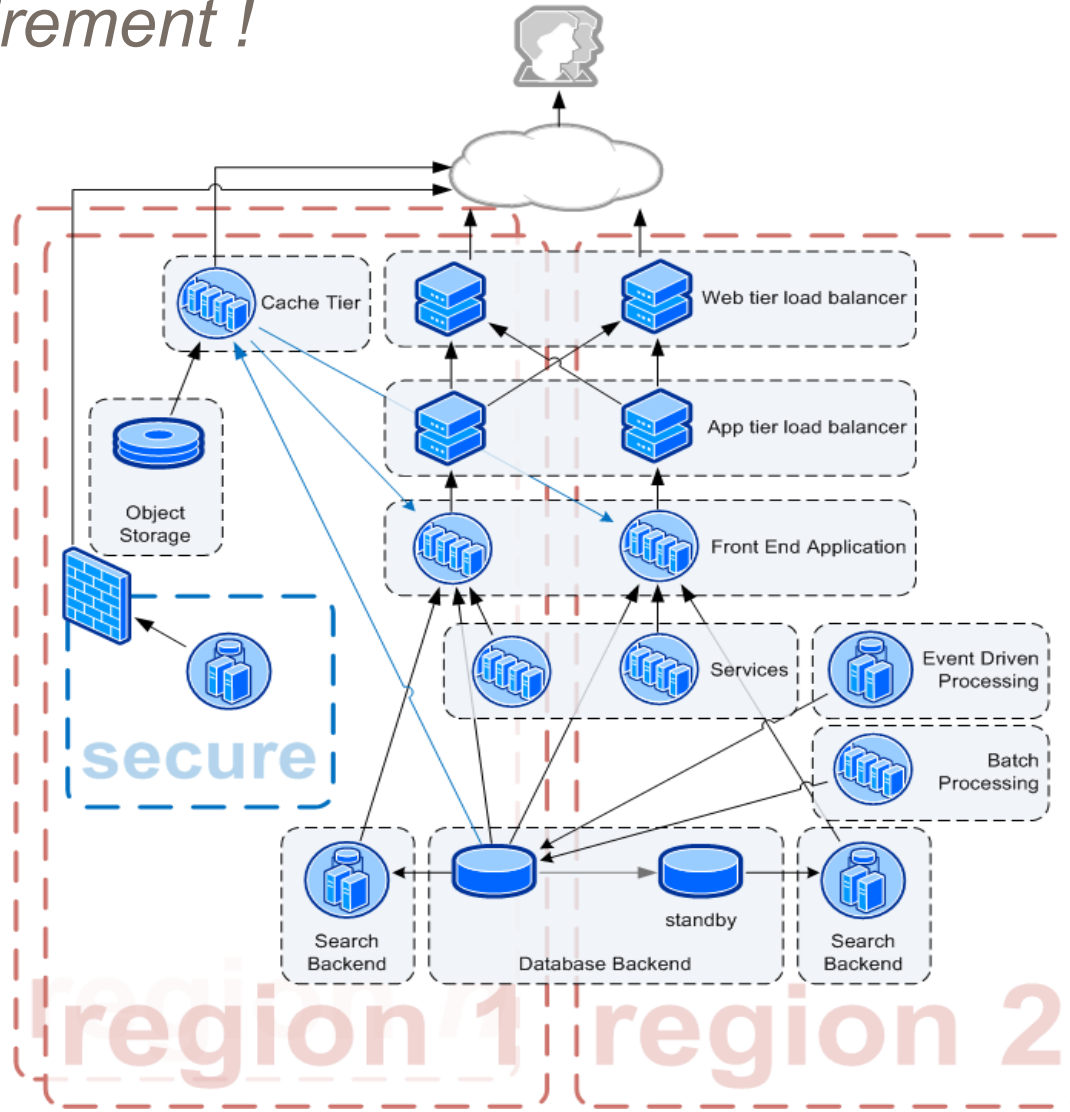 rement !
Cache Tier
Web tier load balancer
App tier load balancer
Object
Storage
Front End Application
Services
Event Driven
Processing
secure
Batch
Processing
standby
Search
Backend
Database Backend
Search
Backend
region n
region 1
region 2